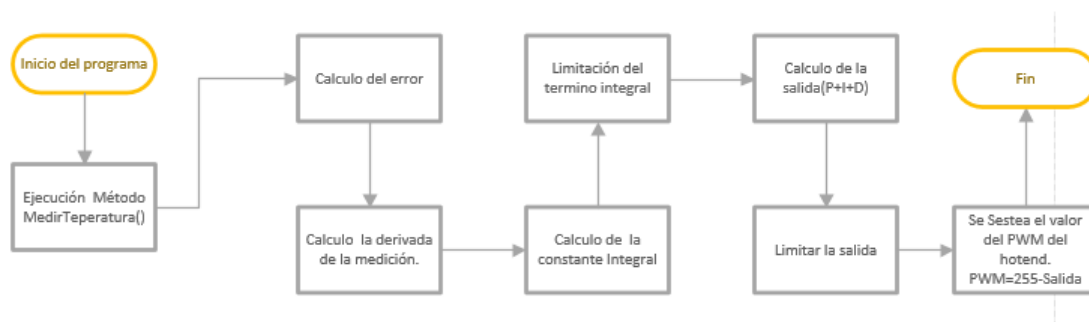 Inicio del programa
Ejecución Método
MedirTeperatura()
Calculo del error
Calculo la derivada
de la medición.
Calculo de la
constante Integral
Limitación del
termino integral
Calculo de la
salida(P+I+D)
Limitar la salida
Se Sestea el valor
del PWM del
hotend.
PWM=255-Salida
Fin